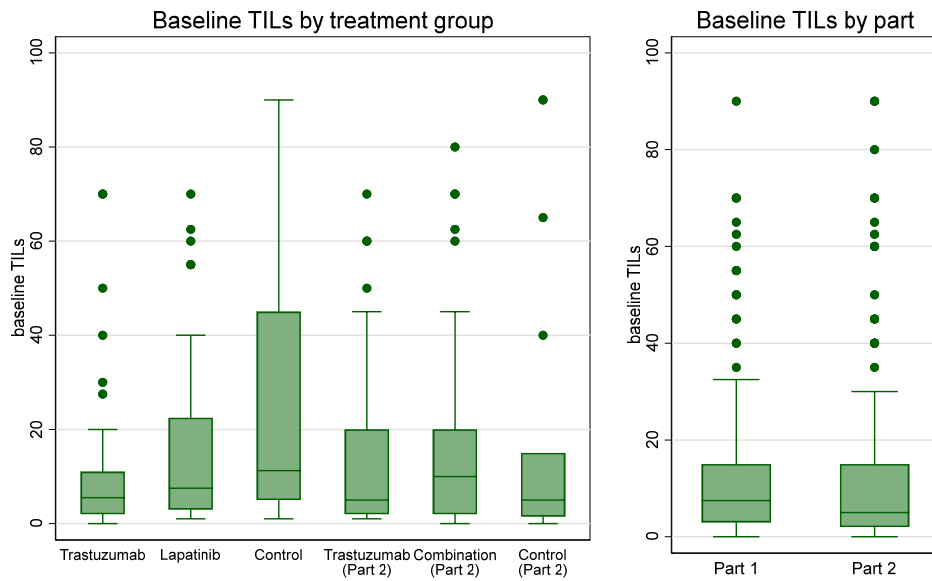 Baseline TILs by treatment group
baseline TILs
100
80
60
40
20
0
Trastuzumab
Lapatinib
Control
Trastuzumab
(Part 2)
Combination
(Part 2)
Control
(Part 2)
Baseline TILs by part
baseline TILs
100
80
60
40
20
0
Part 1
Part 2